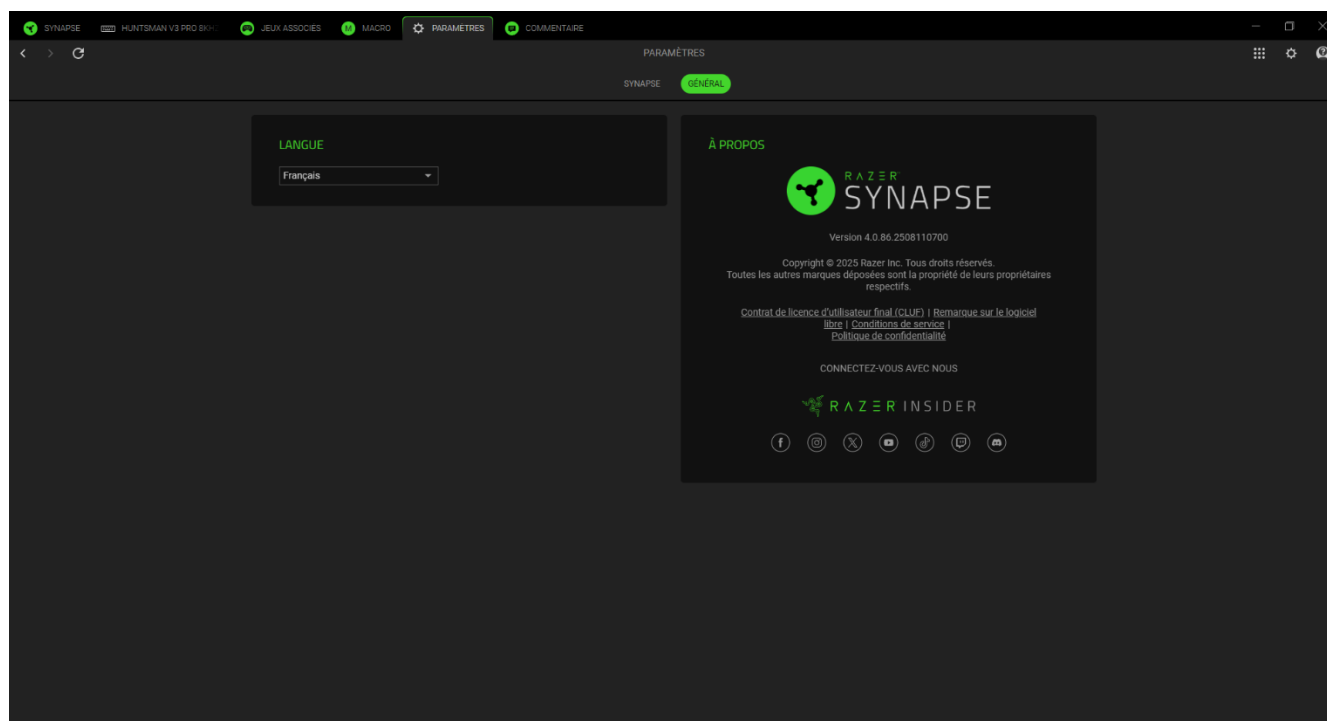 SYNAPSE HUNTSMAN V3 PRO 8KHZ JEUX ASSOCIÉS M MACRO PARAMÈTRES COMMENTAIRE
PARAMÈTRES
SYNAPSE GÉNÉRAL
LANGUE
Français
À PROPOS
RAZER
SYNAPSE
Version 4.0.86.2508110700
Copyright © 2025 Razer Inc. Tous droits réservés.
Toutes les autres marques déposées sont la propriété de leurs propriétaires
respectifs.
Contrat de licence d'utilisateur final (CLUF) | Remarque sur le logiciel
libre | Conditions de service |
Politique de confidentialité
CONNECTEZ-VOUS AVEC NOUS
RAZER INSIDER